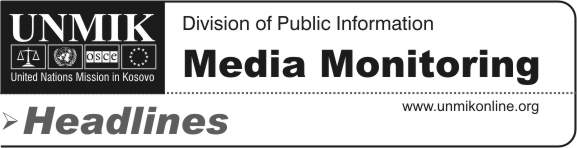 UNMIK
osce
United Nations Mission in Kosovo
Division of Public Information
Media Monitoring
www.unmikonline.org
Headlines